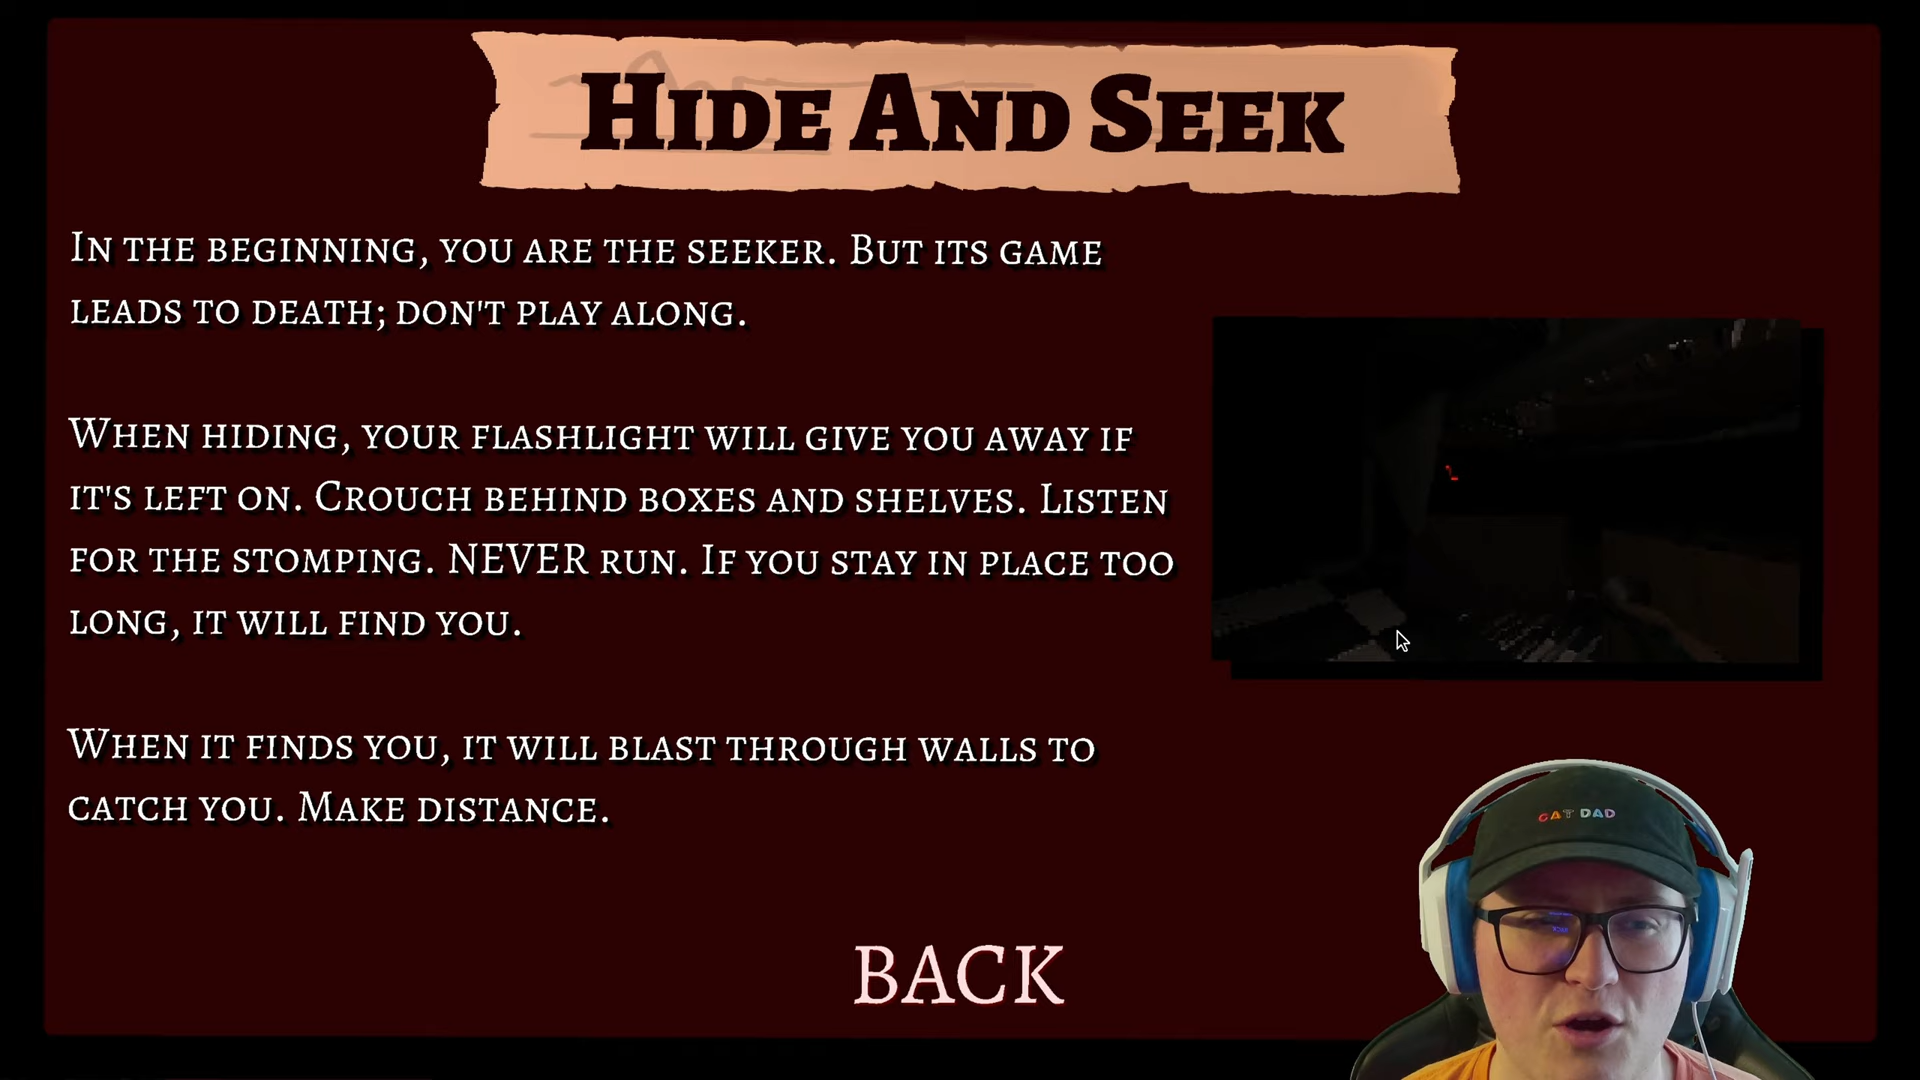 Hide And Seek
In the beginning, you are the seeker. But its game
leads to death; don't play along.
When hiding, your flashlight will give you away if
it's left on. Crouch behind boxes and shelves. Listen
for the stomping. NEVER run. If you stay in place too
long, it will find you.
When it finds you, it will blast through walls to
catch you. Make distance.
CAT DAD
BACK